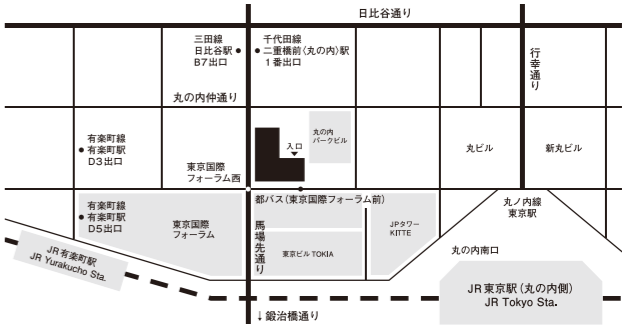 日比谷通り
三田線
日比谷駅
B7出口
千代田線
二重橋前〈丸の内〉駅
1番出口
行幸通り
丸の内仲通り
有楽町線
有楽町駅
D3出口
東京国際
フォーラム西
入口
丸の内
パークビル
丸ビル
新丸ビル
都バス(東京国際フォーラム前)
有楽町線
有楽町駅
D5出口
東京国際
フォーラム
馬場先通り
東京ビル TOKIA
JPタワー
KITTE
丸ノ内線
東京駅
丸の内南口
JR有楽町駅
JR Yurakucho Sta.
JR東京駅(丸の内側)
JR Tokyo Sta.
↓鍛治橋通り